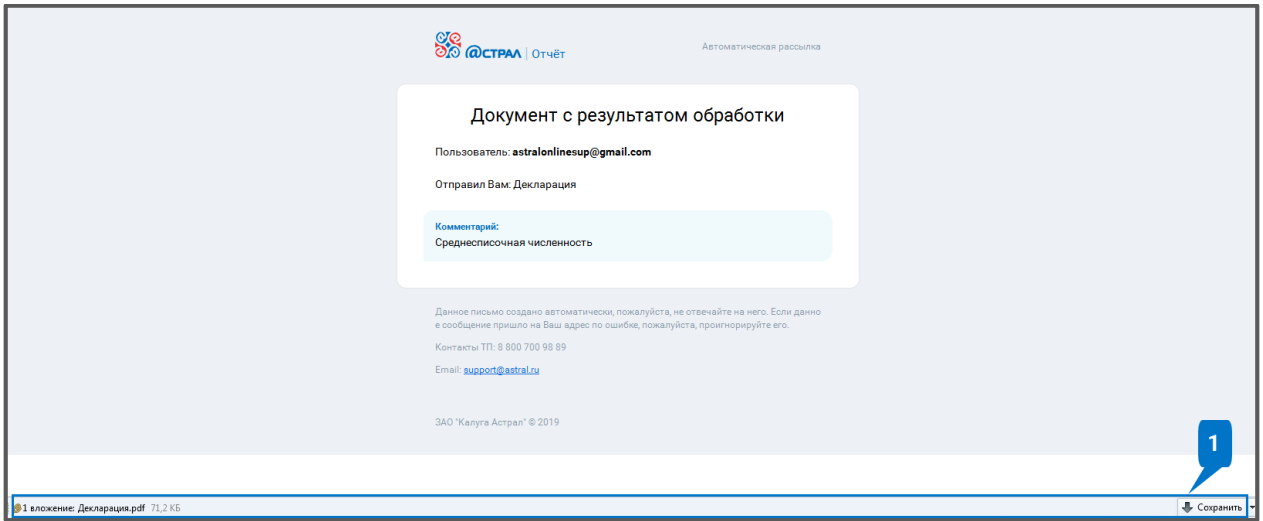 @СТРАЛ | Отчёт
Автоматическая рассылка
Документ с результатом обработки
Пользователь: astralonlinesup@gmail.com
Отправил Вам: Декларация
Комментарий:
Среднесписочная численность
Данное письмо создано автоматически, пожалуйста, не отвечайте на него. Если данно
е сообщение пришло на Ваш адрес по ошибке, пожалуйста, проигнорируйте его.
Контакты ТП: 8 800 700 98 89
Email: support@astral.ru
ЗАО "Калуга Астрал" © 2019
1
1 вложение: Декларация.pdf 71,2 КБ
Сохранить